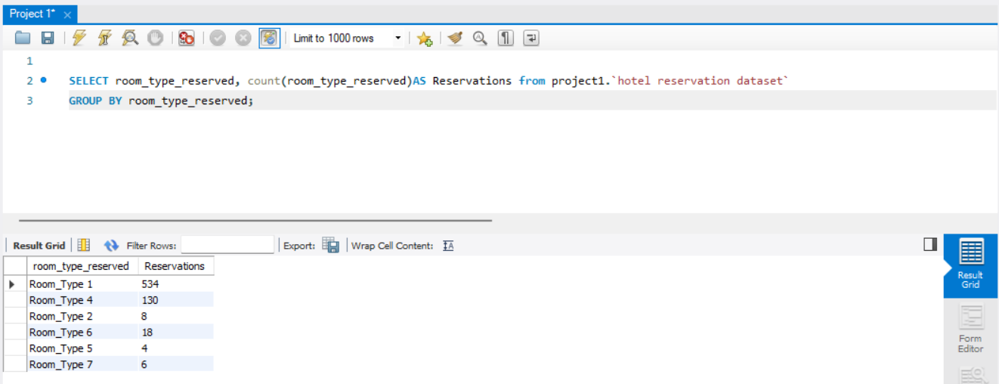 Project 1*
Limit to 1000 rows
1
2 SELECT room_type_reserved, count(room_type_reserved)AS Reservations from project1.`hotel reservation dataset`
3 GROUP BY room_type_reserved;
Result Grid Filter Rows: Export: Wrap Cell Content: IA
room_type_reserved Reservations
Room_Type 1 534
Room_Type 4 130
Room_Type 2 8
Room_Type 6 18
Room_Type 5 4
Room_Type 7 6
Result
Grid
Form
Editor